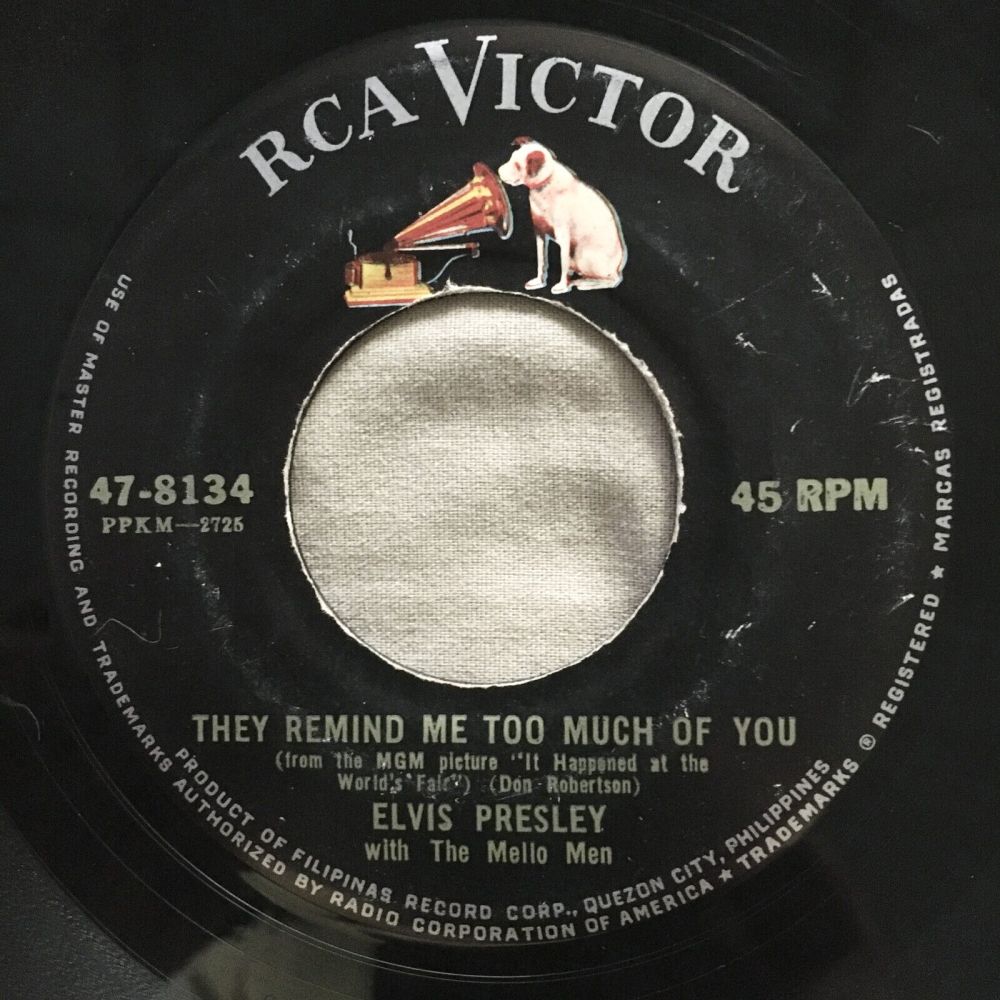 RCA VICTOR
47-8134
PPKM—2725
45 RPM
THEY REMIND ME TOO MUCH OF YOU
(from the MGM picture "It Happened at the
World's Fair") (Don Robertson)
ELVIS PRESLEY
with The Mello Men
USE OF MASTER RECORDING AND TRADEMARKS AUTHORIZED BY RADIO CORPORATION OF AMERICA ★ TRADEMARKS ® REGISTERED ★ MARCAS REGISTRADAS
PRODUCT OF FILIPINAS RECORD CORP., QUEZON CITY, PHILIPPINES